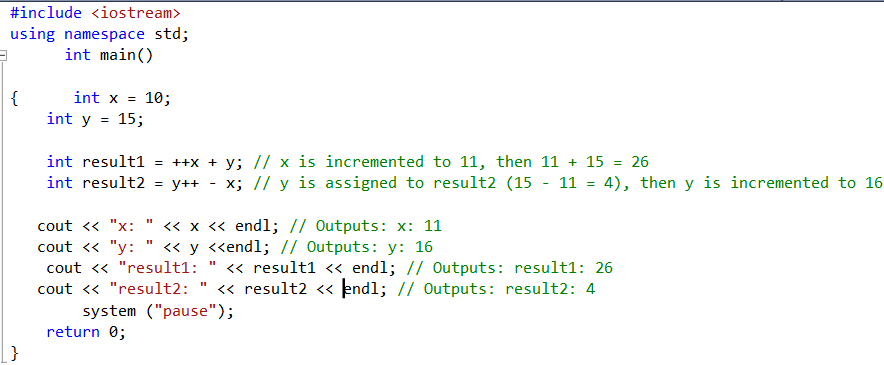 #include <iostream>
using namespace std;
int main()
{ int x = 10;
int y = 15;
int result1 = ++x + y; // x is incremented to 11, then 11 + 15 = 26
int result2 = y++ - x; // y is assigned to result2 (15 - 11 = 4), then y is incremented to 16
cout << "x: " << x << endl; // Outputs: x: 11
cout << "y: " << y <<endl; // Outputs: y: 16
cout << "result1: " << result1 << endl; // Outputs: result1: 26
cout << "result2: " << result2 << endl; // Outputs: result2: 4
system ("pause");
return 0;
}